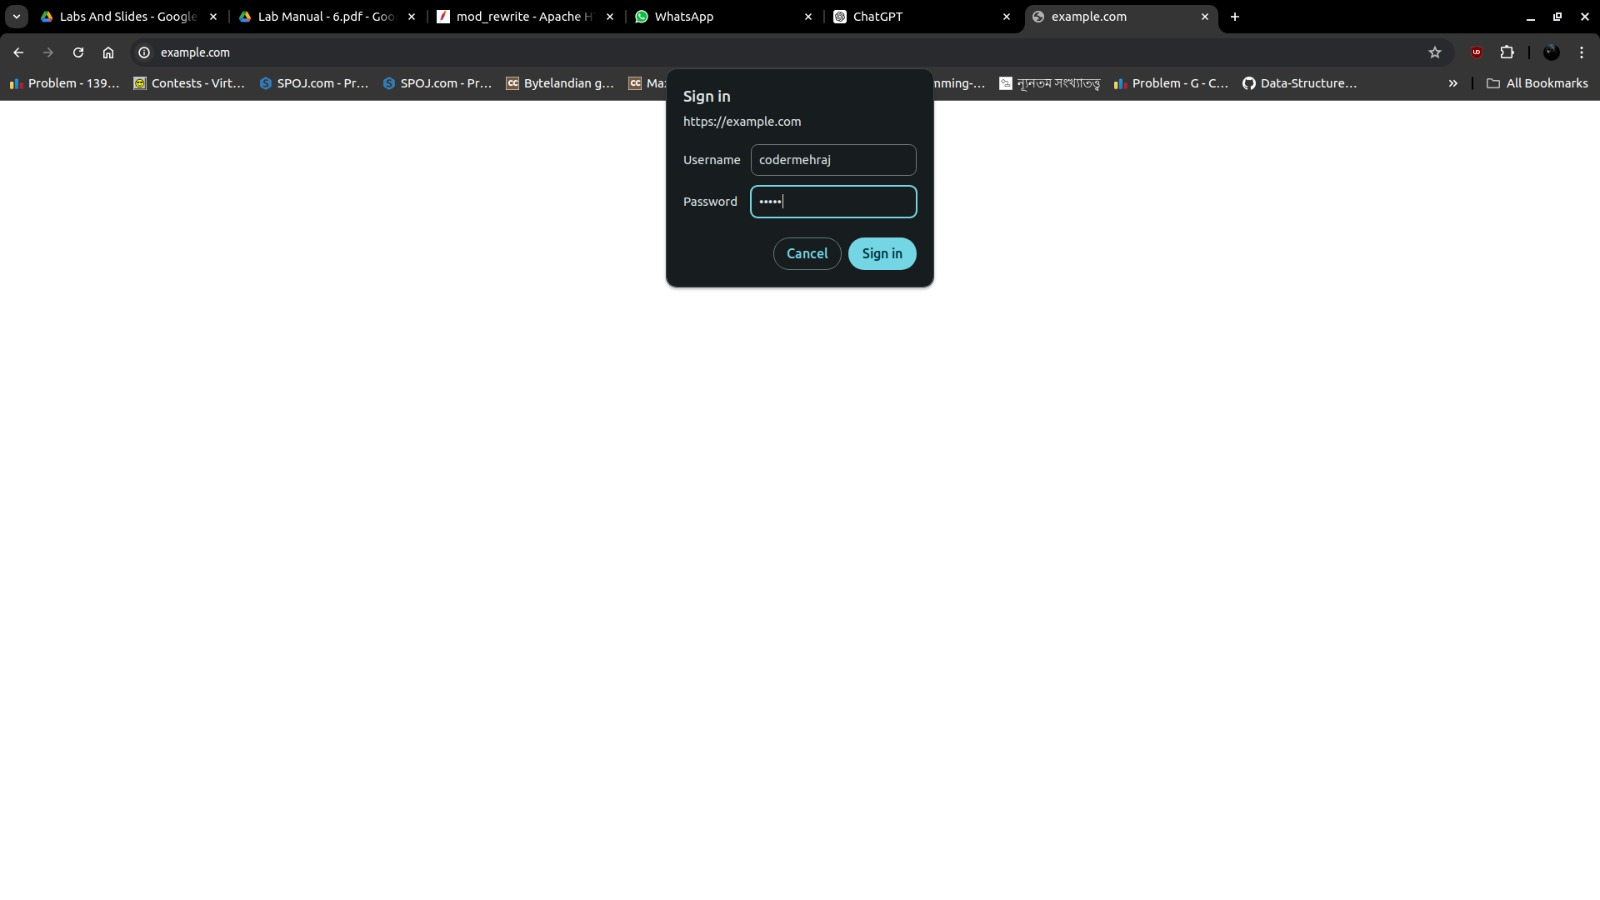 Labs And Slides - Google
Lab Manual - 6.pdf - Goo
mod_rewrite - Apache H
WhatsApp
ChatGPT
example.com
example.com
Problem - 139...
Contests - Virt...
SPOJ.com - Pr...
SPOJ.com - Pr...
Bytelandian g...
Ma
mming-...
ন্যূনতম সংখ্যাতত্ত্ব
Problem - G - C...
Data-Structure...
All Bookmarks
Sign in
https://example.com
Username codermehraj
Password •••••
Cancel Sign in